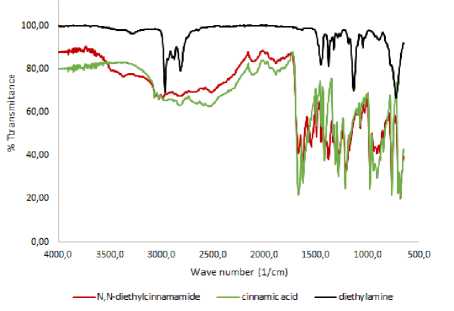 100,00
80,00
60,00
40,00
20,00
0,00
% Ttransmitance
4000,0 3500,0 3000,0 2500,0 2000,0 1500,0 1000,0 500,0
Wave number (1/cm)
N,N-diethylcinnamamide cinnamic acid diethylamine